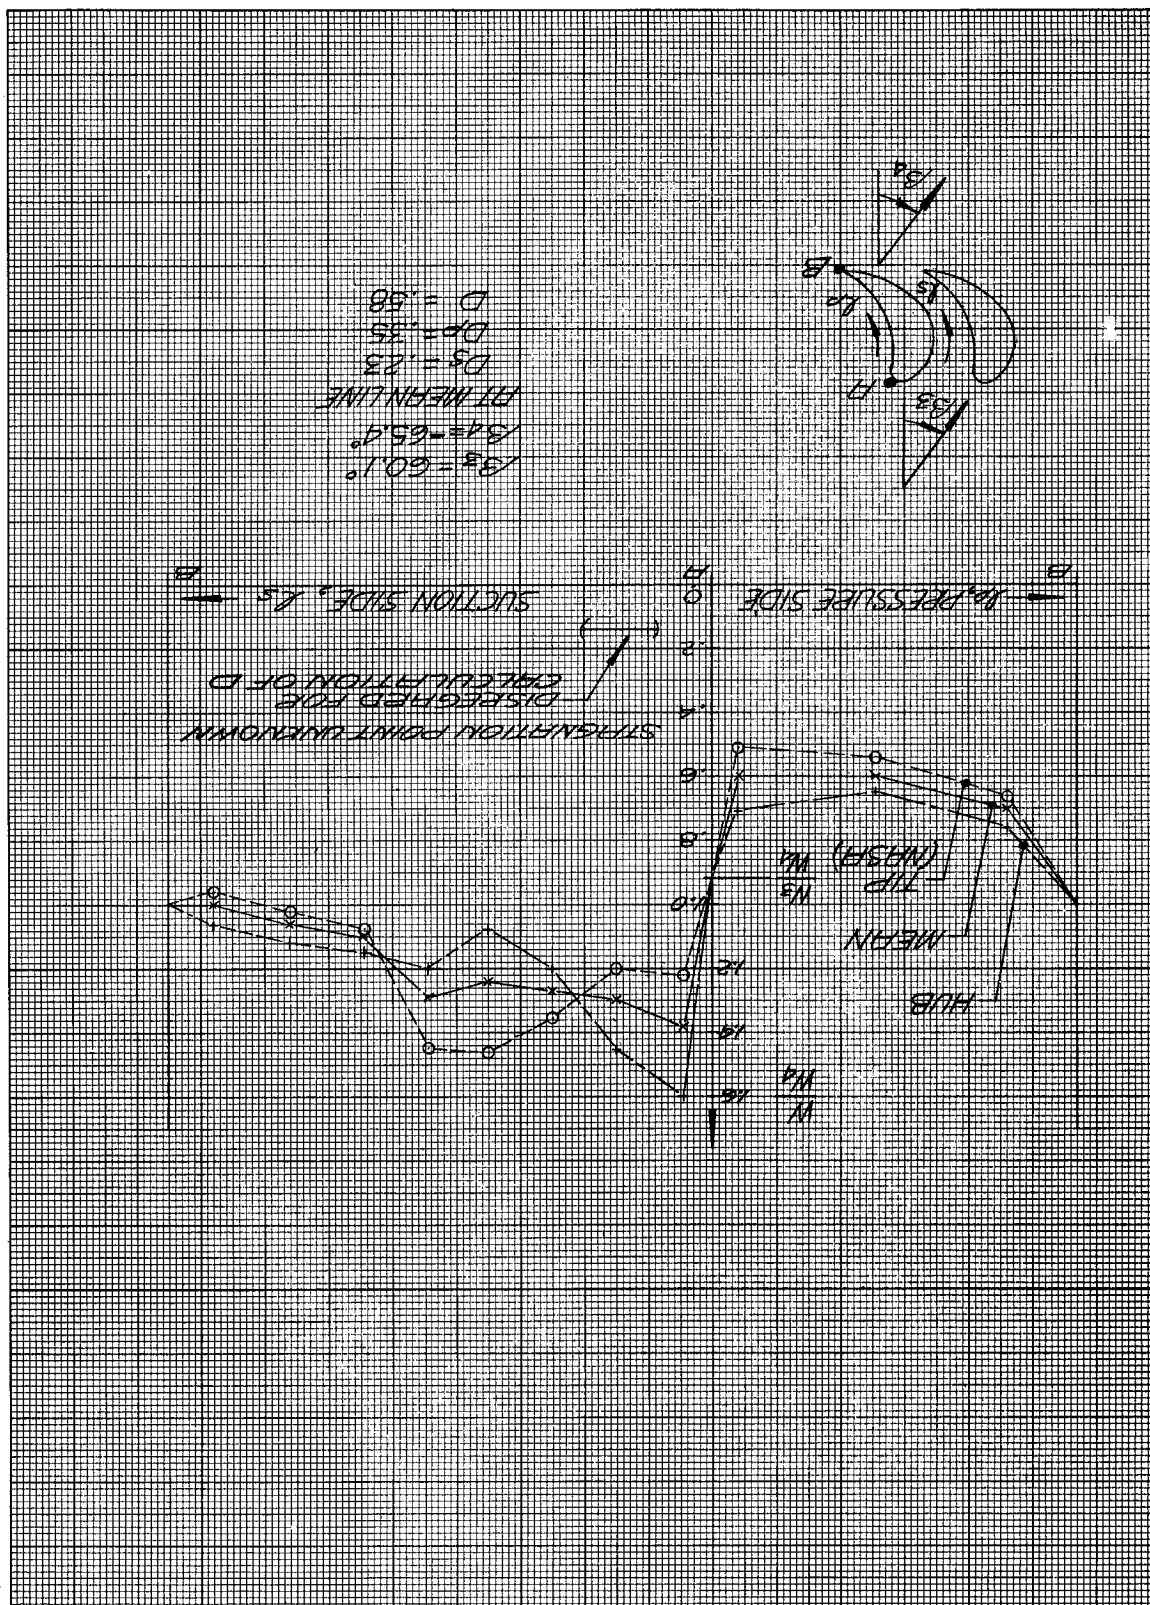 W
W4
1.6
1.4
1.2
1.0
.8
.6
.4
.2
0
HUB
MEAN
TIP
(NASA)
W3
W4
STAGNATION POINT UNKNOWN
DISREGARD FOR
CALCULATION OF D
ℓp, PRESSURE SIDE
SUCTION SIDE, ℓs
B
A
B
β3 = 60.1°
β4 = -65.4°
AT MEAN LINE
Ds = .23
Dp = .35
D = .58
β3
A
ℓs
ℓp
B
β4